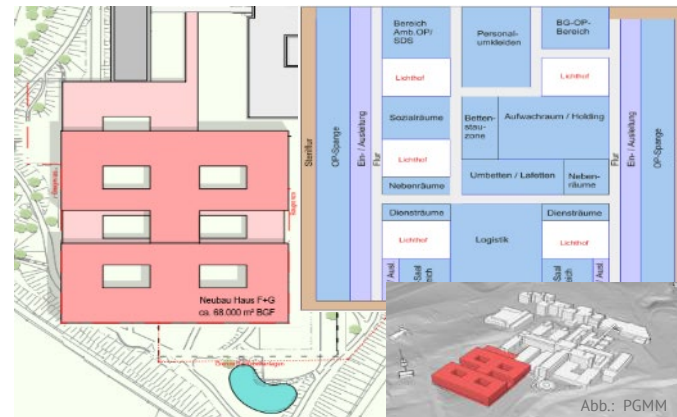 Neubau Haus F+G
ca. 68.000 m² BGF
Sterilflur
OP-Spange
Ein- / Ausleitung
Flur
Bereich
Amb.OP/
SDS
Personal-
umkleiden
BG-OP-
Bereich
Lichthof
Lichthof
Sozialräume
Betten-
stau-
zone
Aufwachraum / Holding
Lichthof
Nebenräume
Umbetten / Lafetten
Neben-
räume
Diensträume
Diensträume
Lichthof
Logistik
Lichthof
Flur
Ein- / Ausleitung
OP-Spange
Abb.: PGMM